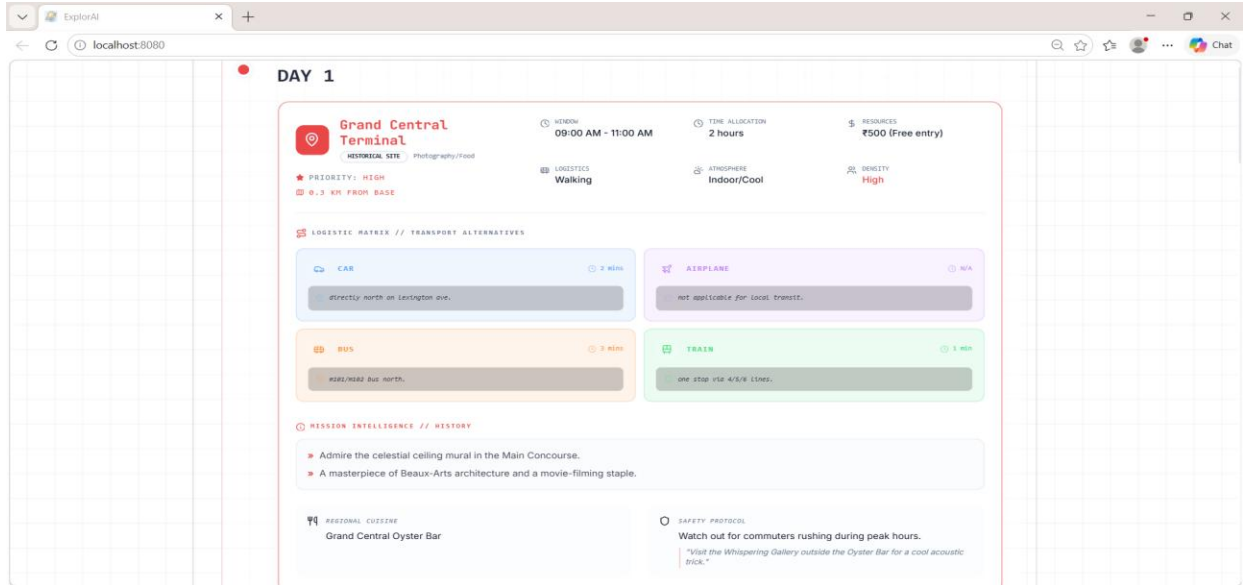 ExplorAI
localhost:8080
Chat
DAY 1
Grand Central
Terminal
HISTORICAL SITE Photography/Food
PRIORITY: HIGH
0.3 KM FROM BASE
WINDOW
09:00 AM - 11:00 AM
TIME ALLOCATION
2 hours
RESOURCES
₹500 (Free entry)
LOGISTICS
Walking
ATMOSPHERE
Indoor/Cool
DENSITY
High
LOGISTIC MATRIX // TRANSPORT ALTERNATIVES
CAR 2 mins
directly north on lexington ave.
AIRPLANE N/A
not applicable for local transit.
BUS 3 mins
m101/m102 bus north.
TRAIN 1 min
one stop via 4/5/6 lines.
MISSION INTELLIGENCE // HISTORY
» Admire the celestial ceiling mural in the Main Concourse.
» A masterpiece of Beaux-Arts architecture and a movie-filming staple.
REGIONAL CUISINE
Grand Central Oyster Bar
SAFETY PROTOCOL
Watch out for commuters rushing during peak hours.
"Visit the Whispering Gallery outside the Oyster Bar for a cool acoustic
trick."